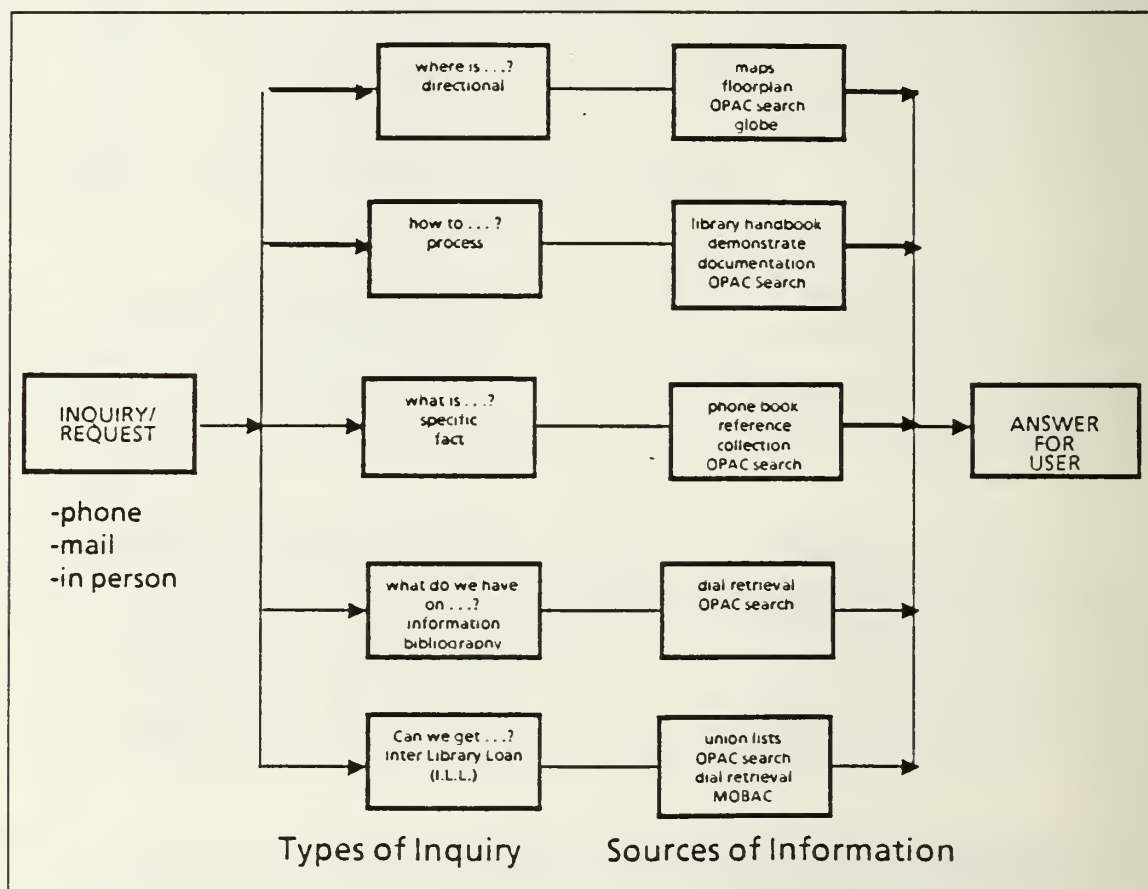 where is . . .?
directional
maps
floorplan
OPAC search
globe
how to . . . ?
process
library handbook
demonstrate
documentation
OPAC Search
INQUIRY/
REQUEST
-phone
-mail
-in person
what is . . .?
specific
fact
phone book
reference
collection
OPAC search
ANSWER
FOR
USER
what do we have
on . . .?
information
bibliography
dial retrieval
OPAC search
Can we get . . .?
Inter Library Loan
(I.L.L.)
union lists
OPAC search
dial retrieval
MOBAC
Types of Inquiry
Sources of Information